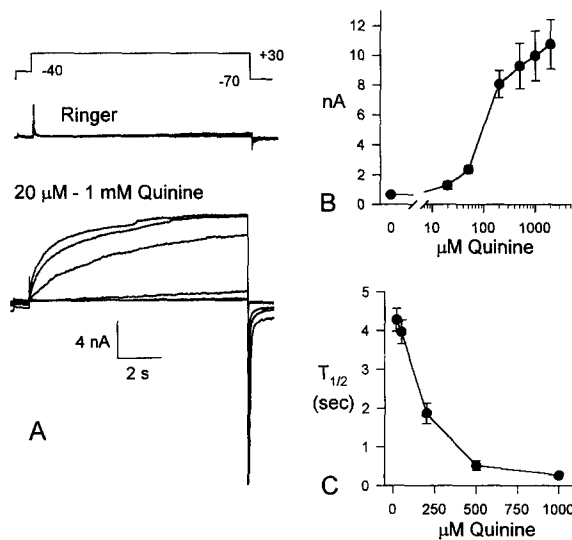 +30
-40
-70
Ringer
20 μM - 1 mM Quinine
4 nA
2 s
A
12
10
8
6
4
2
0
nA
0 10 100 1000
B
μM Quinine
5
4
3
2
1
0
T1/2
(sec)
0 250 500 750 1000
C
μM Quinine